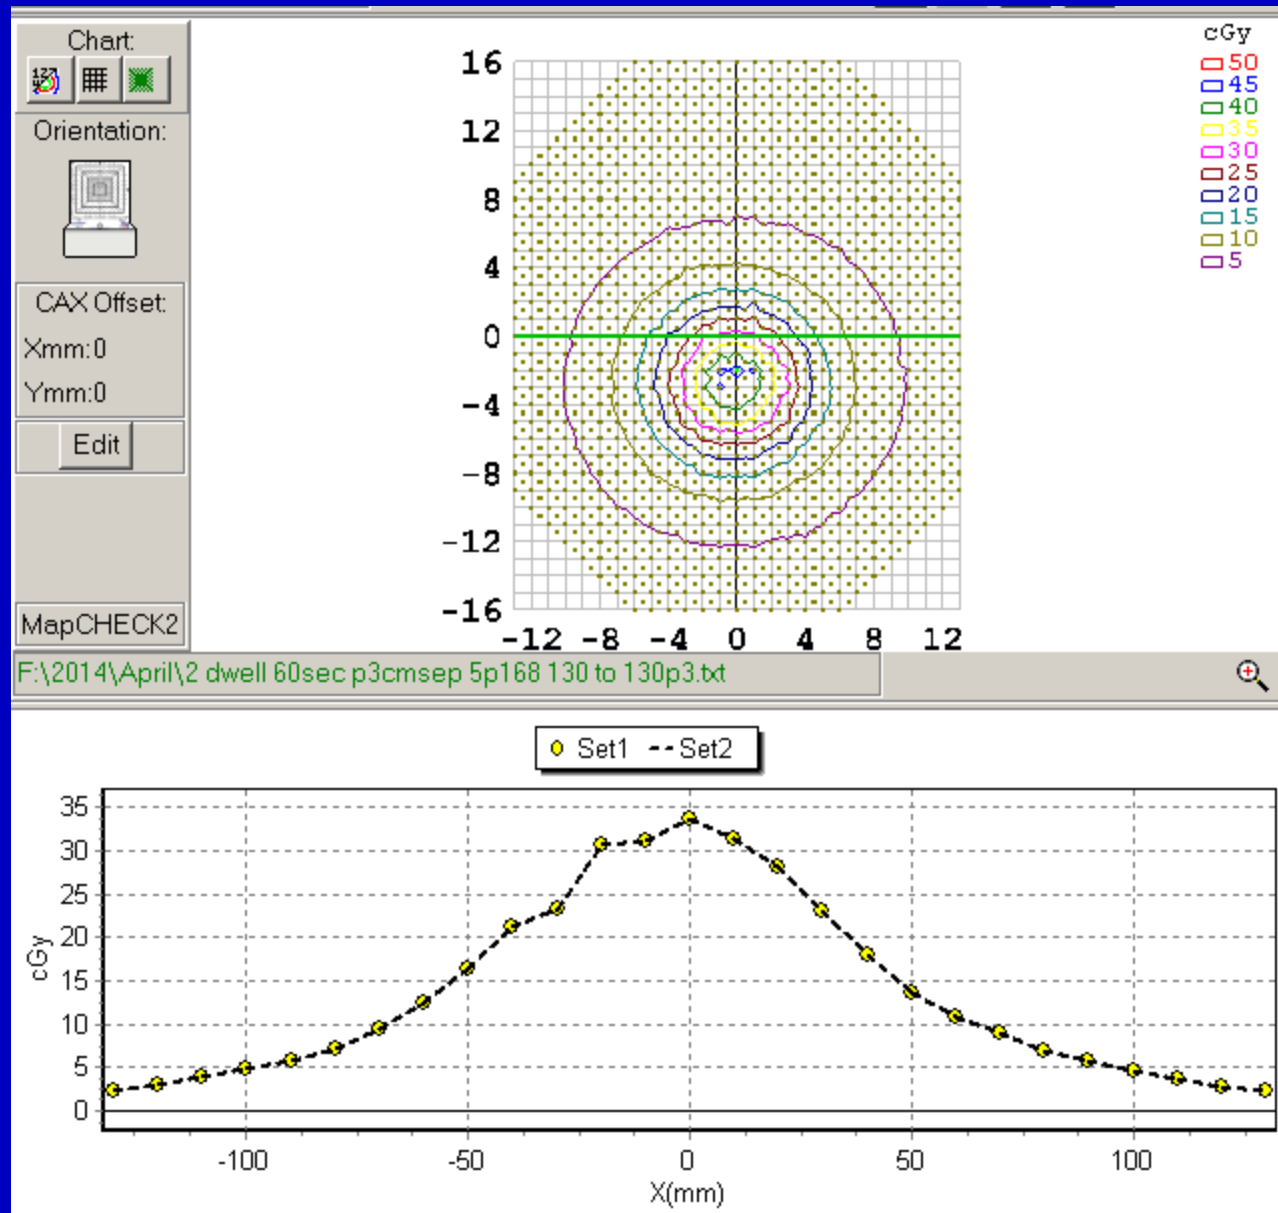 Chart:
Orientation:
CAX Offset:
Xmm:0
Ymm:0
Edit
MapCHECK2
16
12
8
4
0
-4
-8
-12
-16
-12 -8 -4 0 4 8 12
cGy
50
45
40
35
30
25
20
15
10
5
F:\2014\April\2 dwell 60sec p3cmsep 5p168 130 to 130p3.txt
Set1 Set2
35
30
25
20
15
10
5
0
cGy
-100 -50 0 50 100
X(mm)